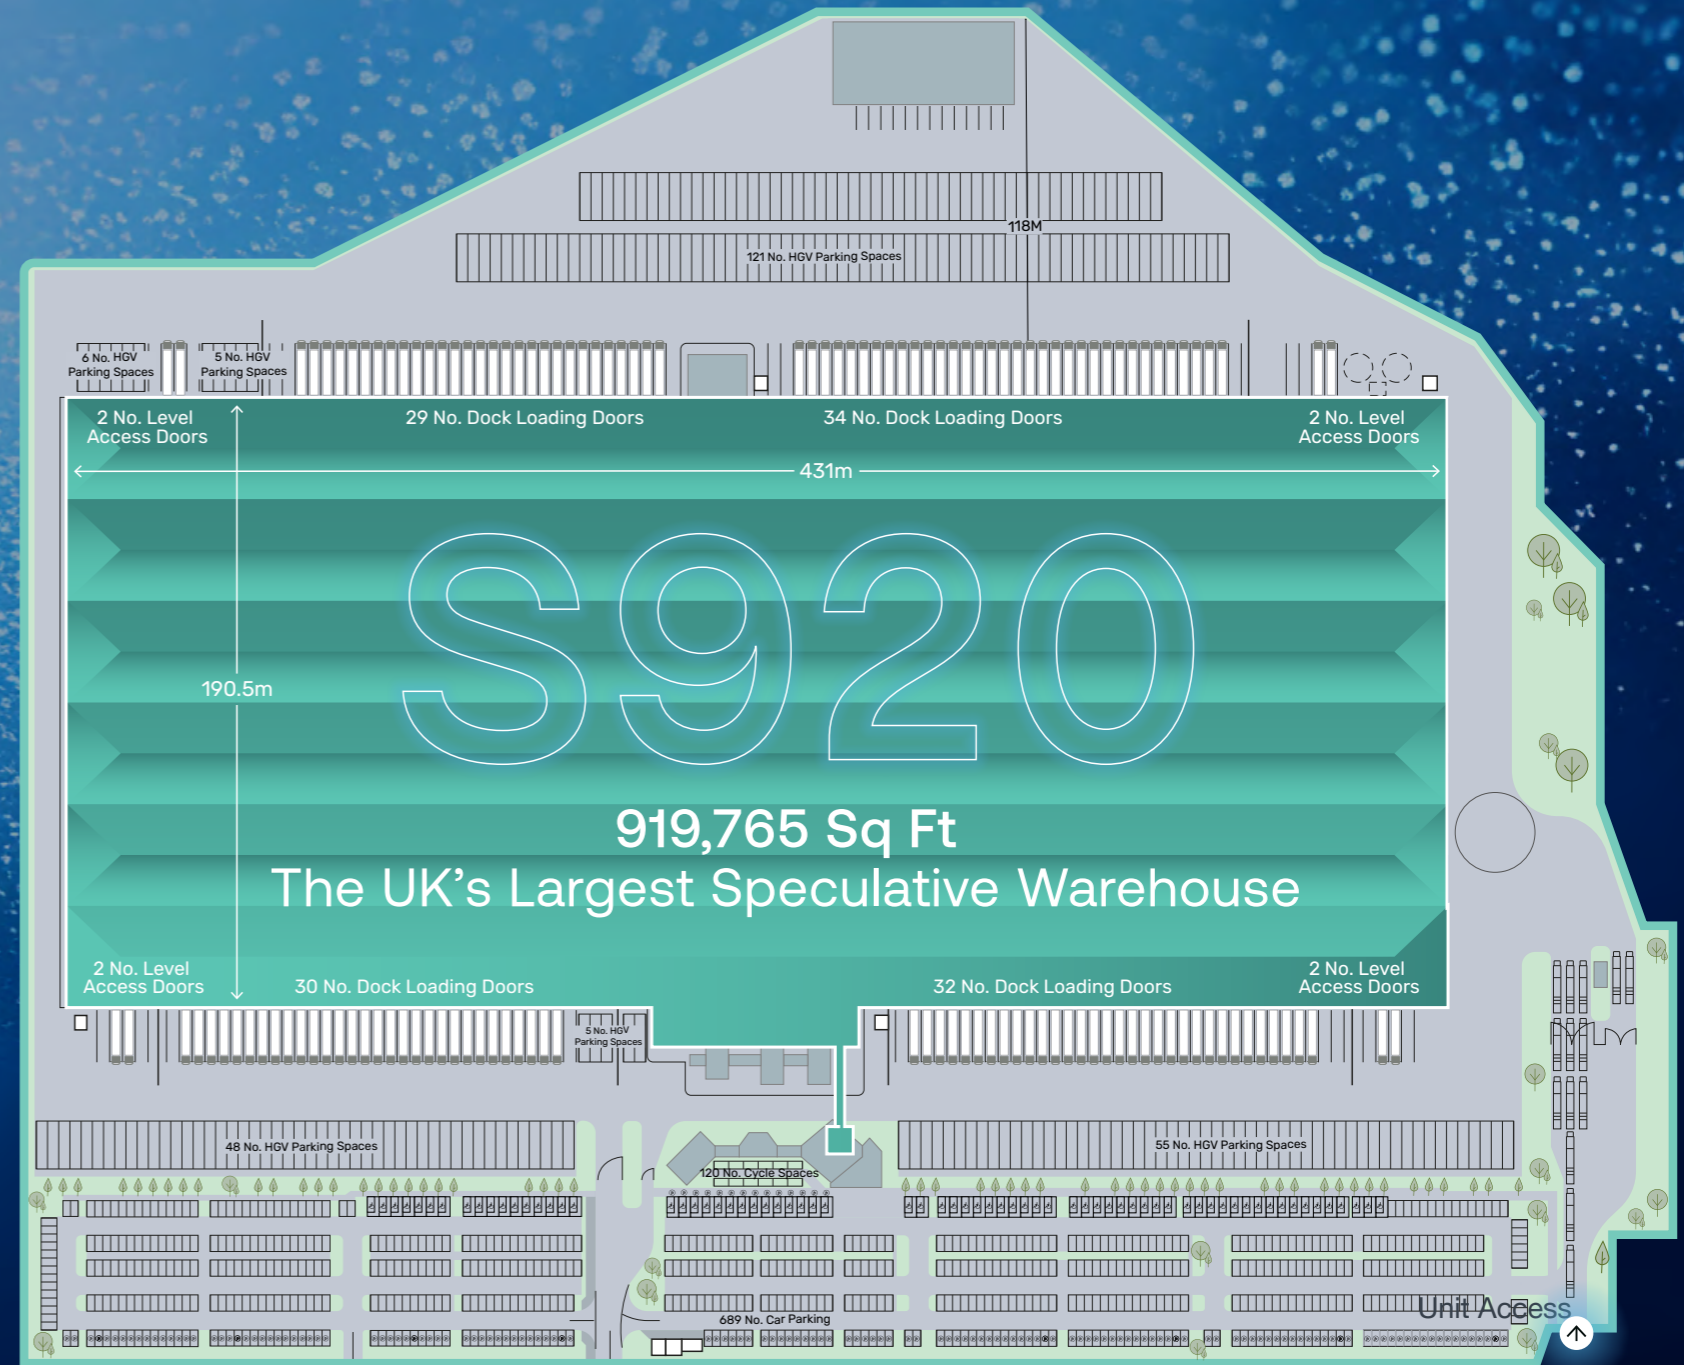 118M
121 No. HGV Parking Spaces
6 No. HGV
Parking Spaces
5 No. HGV
Parking Spaces
2 No. Level
Access Doors
29 No. Dock Loading Doors
34 No. Dock Loading Doors
2 No. Level
Access Doors
431m
S920
190.5m
919,765 Sq Ft
The UK's Largest Speculative Warehouse
2 No. Level
Access Doors
30 No. Dock Loading Doors
32 No. Dock Loading Doors
2 No. Level
Access Doors
5 No. HGV
Parking Spaces
48 No. HGV Parking Spaces
55 No. HGV Parking Spaces
120 No. Cycle Spaces
689 No. Car Parking
Unit Access